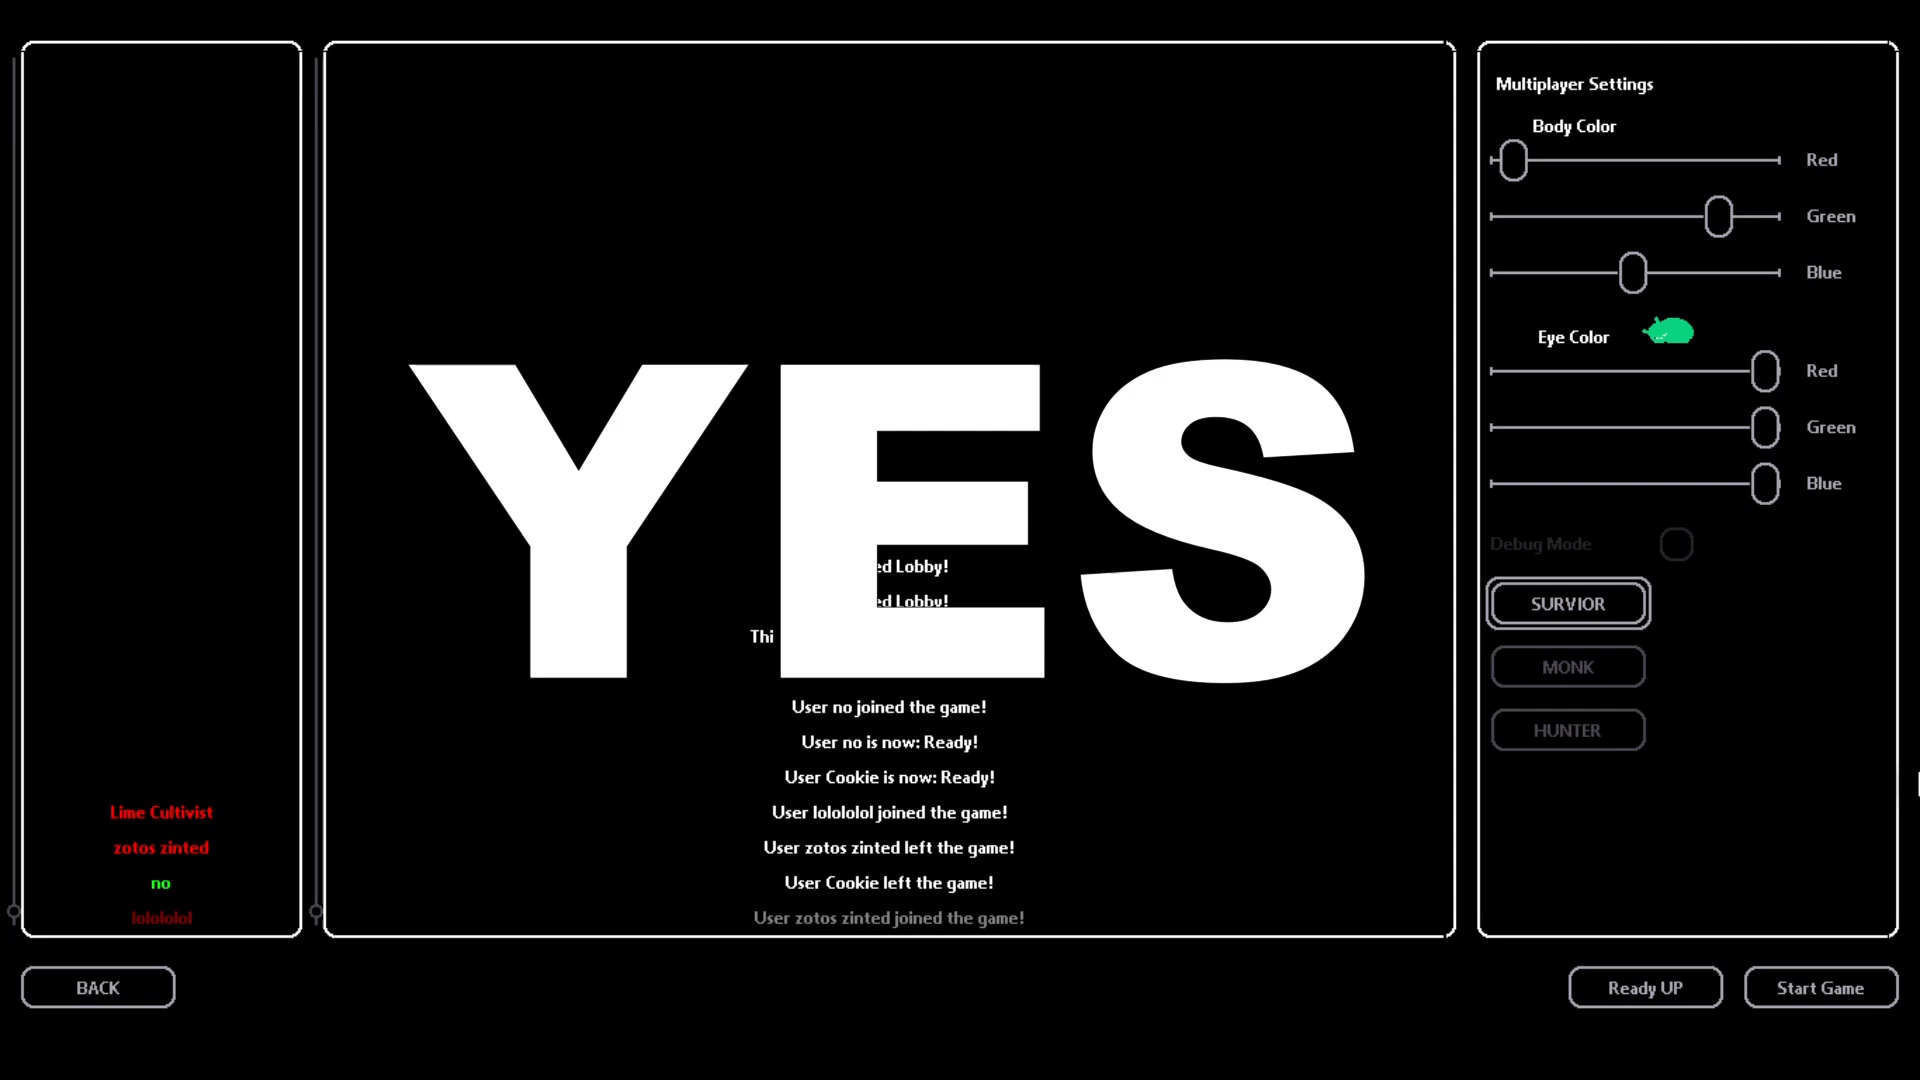 Lime Cultivist
zotos zinted
no
lolololol
YES
ed Lobby!
ed Lobby!
Thi
User no joined the game!
User no is now: Ready!
User Cookie is now: Ready!
User lolololol joined the game!
User zotos zinted left the game!
User Cookie left the game!
User zotos zinted joined the game!
Multiplayer Settings
Body Color
Red
Green
Blue
Eye Color
Red
Green
Blue
Debug Mode
SURVIOR
MONK
HUNTER
BACK
Ready UP
Start Game